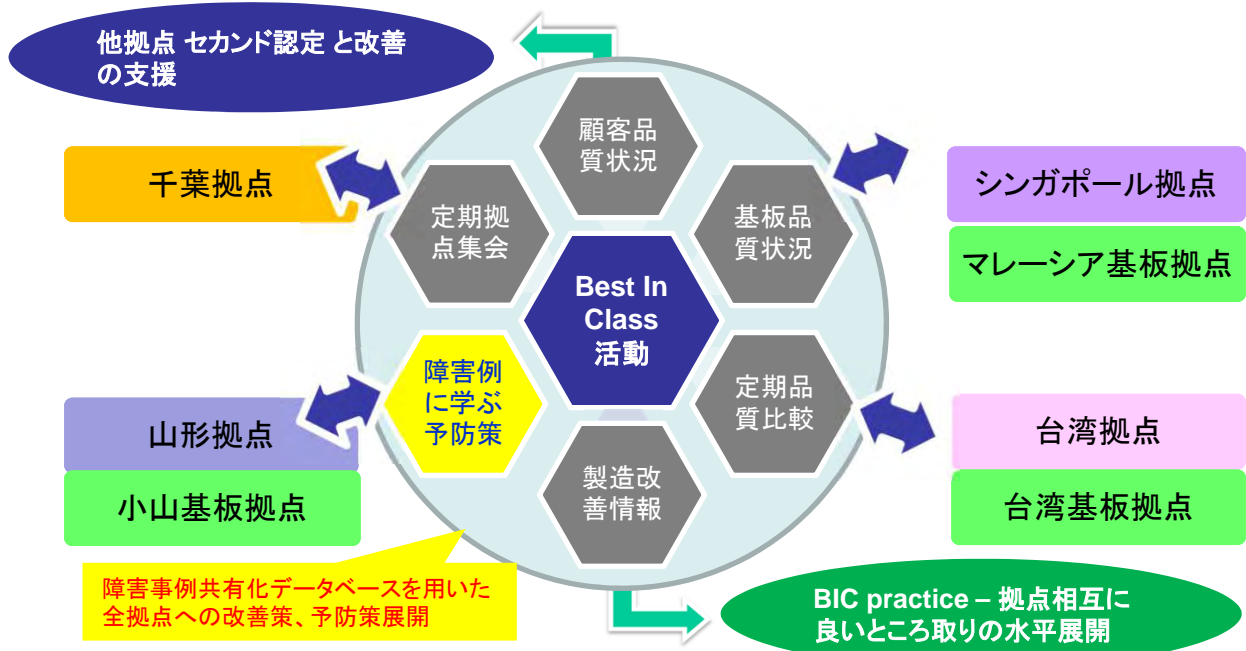 他拠点 セカンド認定 と改善
の支援
顧客品
質状況
千葉拠点
定期拠
点集会
基板品
質状況
シンガポール拠点
マレーシア基板拠点
Best In
Class
活動
障害例
に学ぶ
予防策
定期品
質比較
山形拠点
小山基板拠点
台湾拠点
台湾基板拠点
製造改
善情報
障害事例共有化データベースを用いた
全拠点への改善策、予防策展開
BIC practice – 拠点相互に
良いところ取りの水平展開